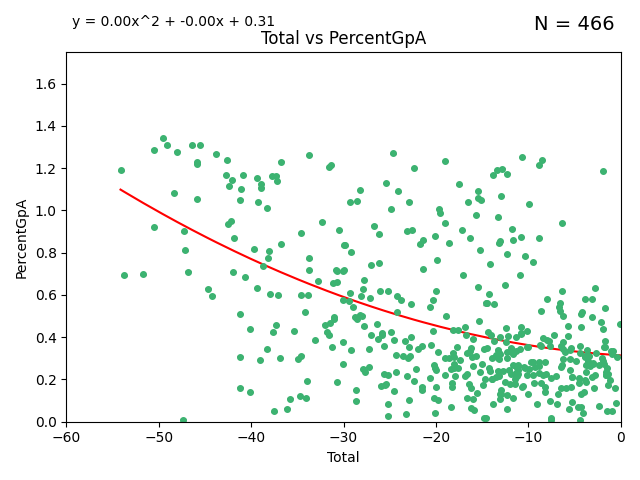 y = 0.00x^2 + -0.00x + 0.31
N = 466
Total vs PercentGpA
PercentGpA
1.6
1.4
1.2
1.0
0.8
0.6
0.4
0.2
0.0
−60 −50 −40 −30 −20 −10 0
Total